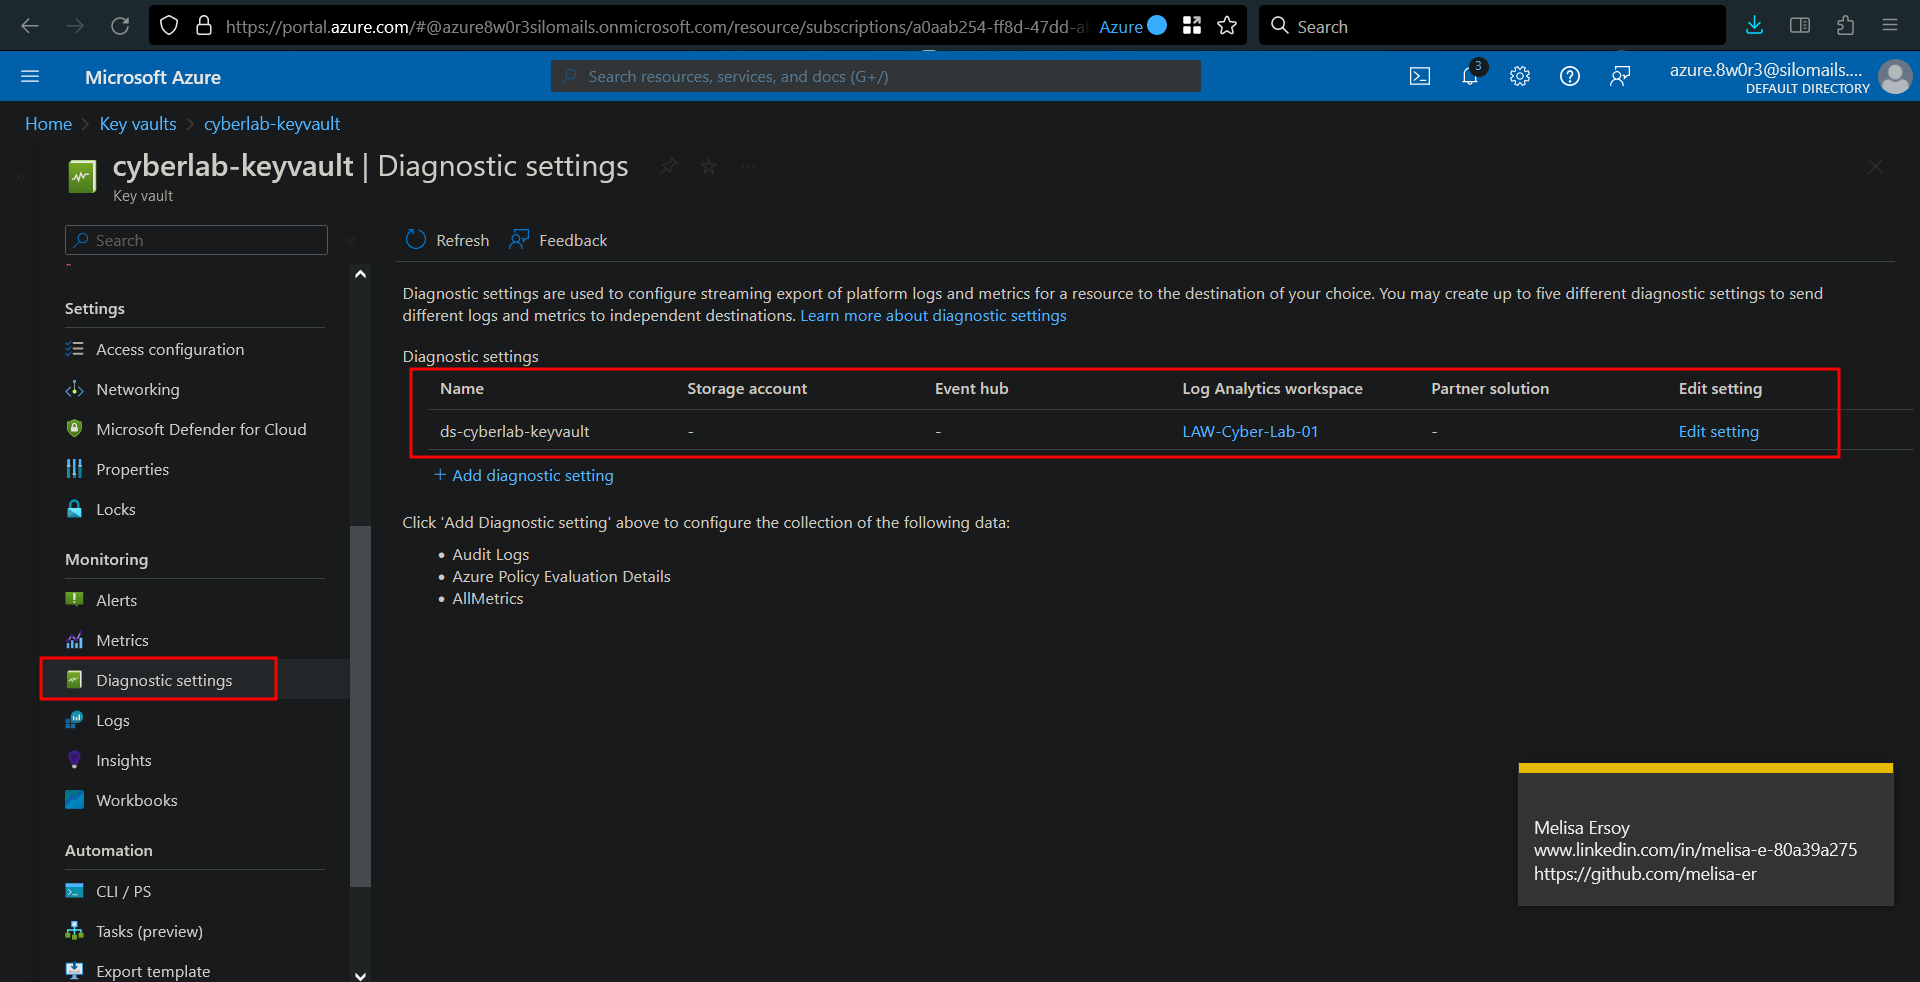 https://portal.azure.com/#@azure8w0r3silomails.onmicrosoft.com/resource/subscriptions/a0aab254-ff8d-47dd-a
Azure
Search
Microsoft Azure
Search resources, services, and docs (G+/)
3
azure.8w0r3@silomails....
DEFAULT DIRECTORY
Home > Key vaults > cyberlab-keyvault
cyberlab-keyvault | Diagnostic settings
Key vault
Search
Refresh
Feedback
Settings
Access configuration
Networking
Microsoft Defender for Cloud
Properties
Locks
Monitoring
Alerts
Metrics
Diagnostic settings
Logs
Insights
Workbooks
Automation
CLI / PS
Tasks (preview)
Export template
Diagnostic settings are used to configure streaming export of platform logs and metrics for a resource to the destination of your choice. You may create up to five different diagnostic settings to send
different logs and metrics to independent destinations. Learn more about diagnostic settings
Diagnostic settings
Name Storage account Event hub Log Analytics workspace Partner solution Edit setting
ds-cyberlab-keyvault - - LAW-Cyber-Lab-01 - Edit setting
+ Add diagnostic setting
Click 'Add Diagnostic setting' above to configure the collection of the following data:
• Audit Logs
• Azure Policy Evaluation Details
• AllMetrics
Melisa Ersoy
www.linkedin.com/in/melisa-e-80a39a275
https://github.com/melisa-er